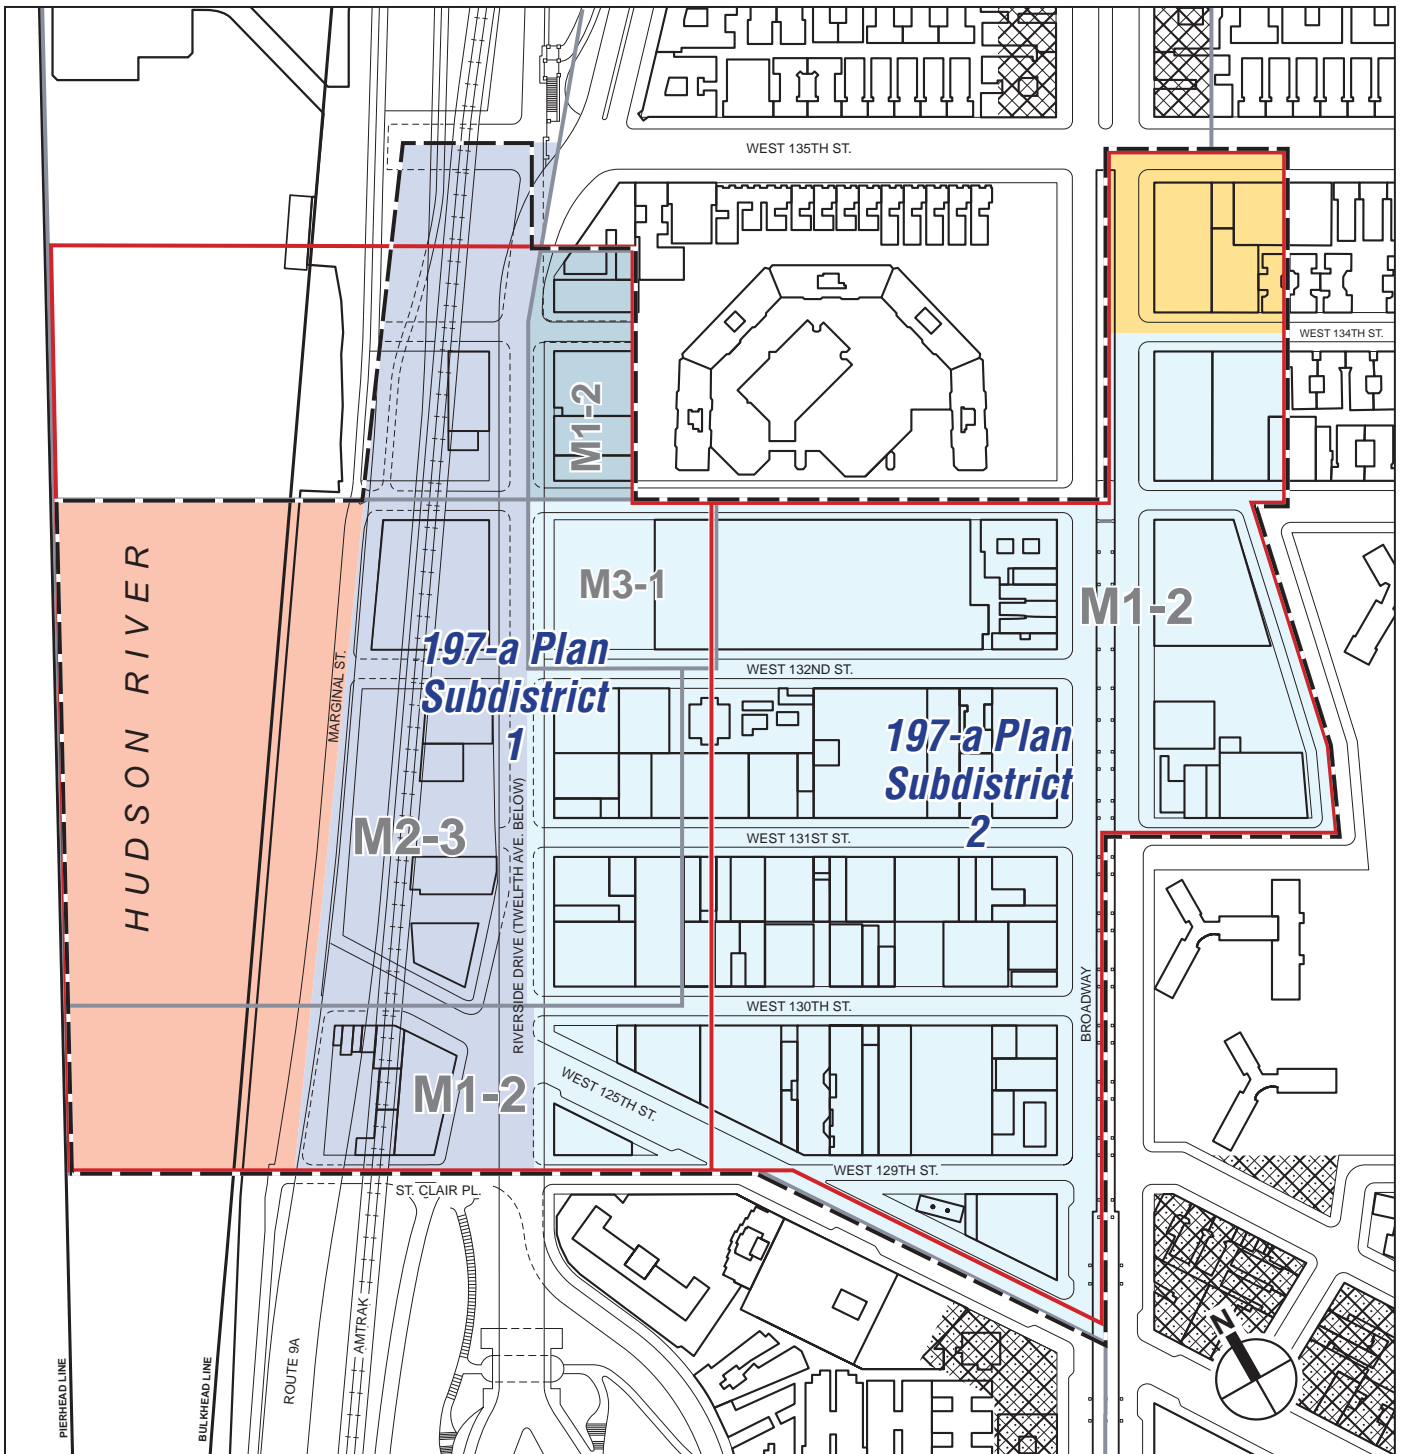 WEST 135TH ST.
WEST 134TH ST.
M1-2
M3-1
M1-2
HUDSON RIVER
MARGINAL ST.
197-a Plan
Subdistrict
1
WEST 132ND ST.
197-a Plan
Subdistrict
2
M2-3
WEST 131ST ST.
RIVERSIDE DRIVE (TWELFTH AVE. BELOW)
BROADWAY
WEST 130TH ST.
M1-2
WEST 125TH ST.
WEST 129TH ST.
ST. CLAIR PL.
N
PIERHEAD LINE
BULKHEAD LINE
ROUTE 9A
AMTRAK